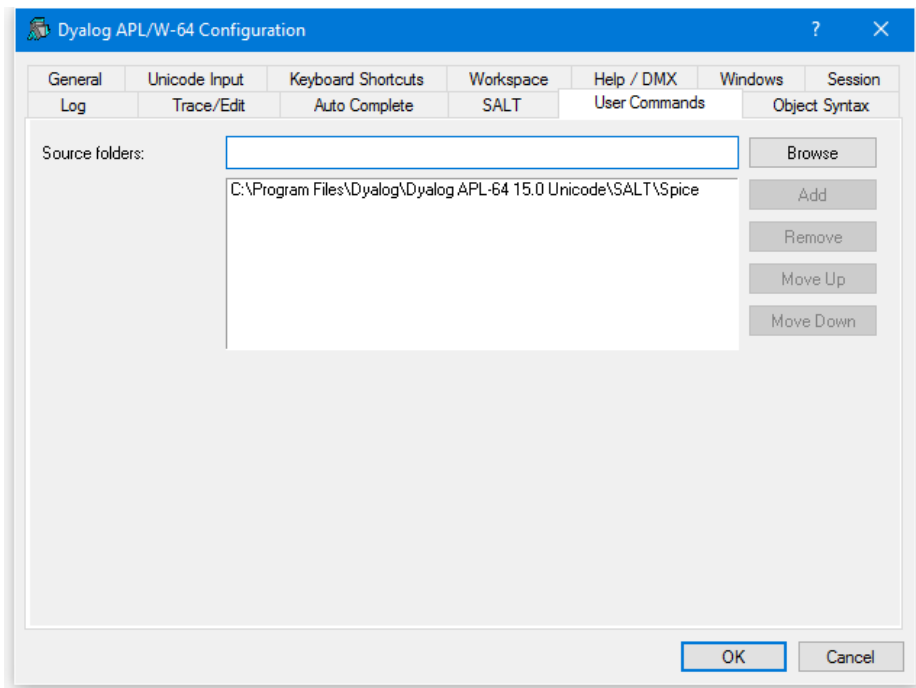 Dyalog APL/W-64 Configuration ? ×
General Unicode Input Keyboard Shortcuts Workspace Help / DMX Windows Session
Log Trace/Edit Auto Complete SALT User Commands Object Syntax
Source folders: Browse
C:\Program Files\Dyalog\Dyalog APL-64 15.0 Unicode\SALT\Spice
Add
Remove
Move Up
Move Down
OK Cancel